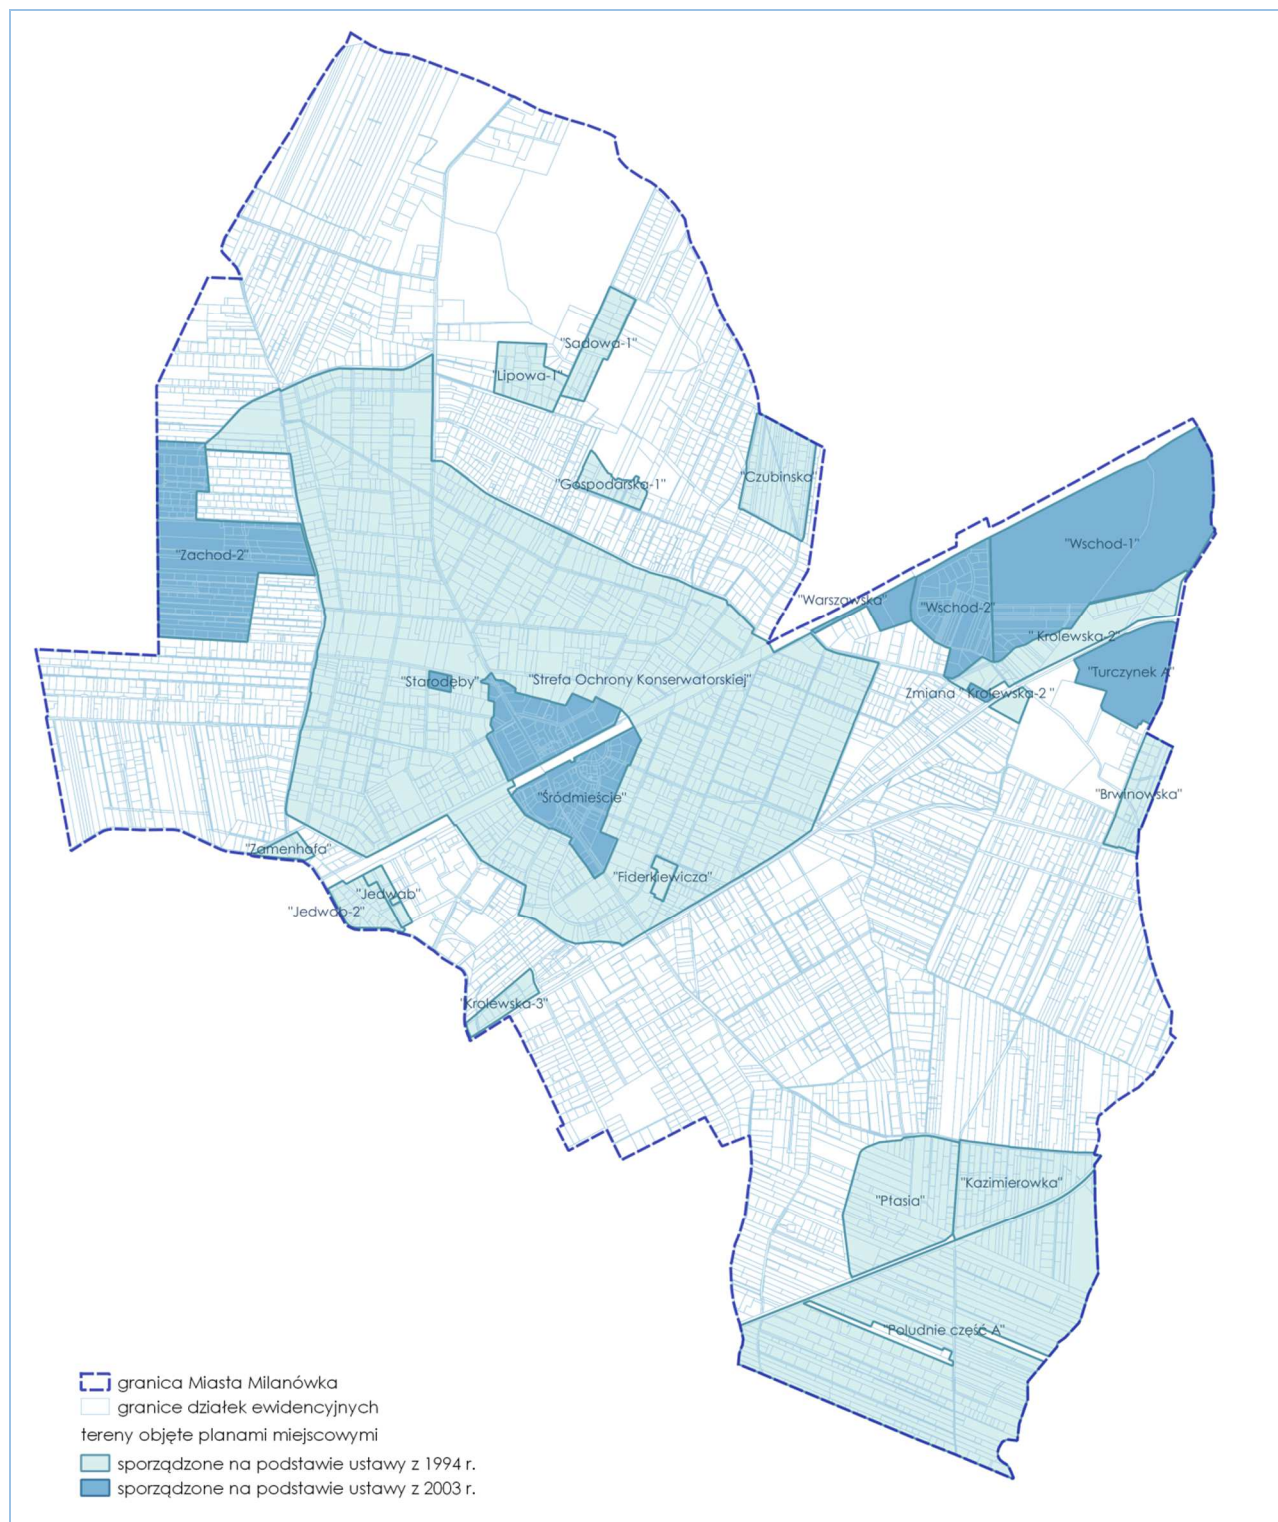 "Sadowa-1"
"Lipowa-1"
"Gospodarska-1"
"Czubinska"
"Wschod-1"
"Zachod-2"
"Warszawska"
"Wschod-2"
" Krolewska-2"
"Turczynek A"
"Starodęby"
"Strefa Ochrony Konserwatorskiej"
Zmiana " Krolewska-2 "
"Śródmieście"
"Brwinowska"
"Zamenhofa"
"Fiderkiewicza"
"Jedwab"
"Jedwab-2"
"Krolewska-3"
"Kazimierowka"
"Ptasia"
"Poludnie część A"
granica Miasta Milanówka
granice działek ewidencyjnych
tereny objęte planami miejscowymi
sporządzone na podstawie ustawy z 1994 r.
sporządzone na podstawie ustawy z 2003 r.